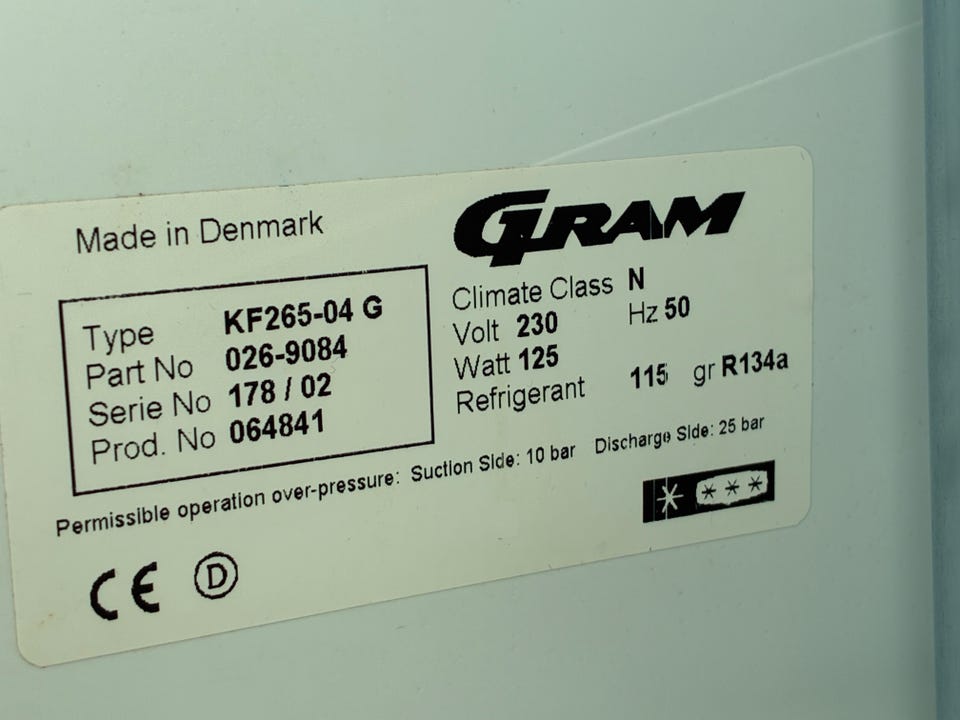 Made in Denmark
GRAM
Type KF265-04 G
Part No 026-9084
Serie No 178 / 02
Prod. No 064841
Climate Class N
Volt 230 Hz 50
Watt 125
Refrigerant 115 gr R134a
Permissible operation over-pressure: Suction Side: 10 bar Discharge Side: 25 bar
* ***
CE D